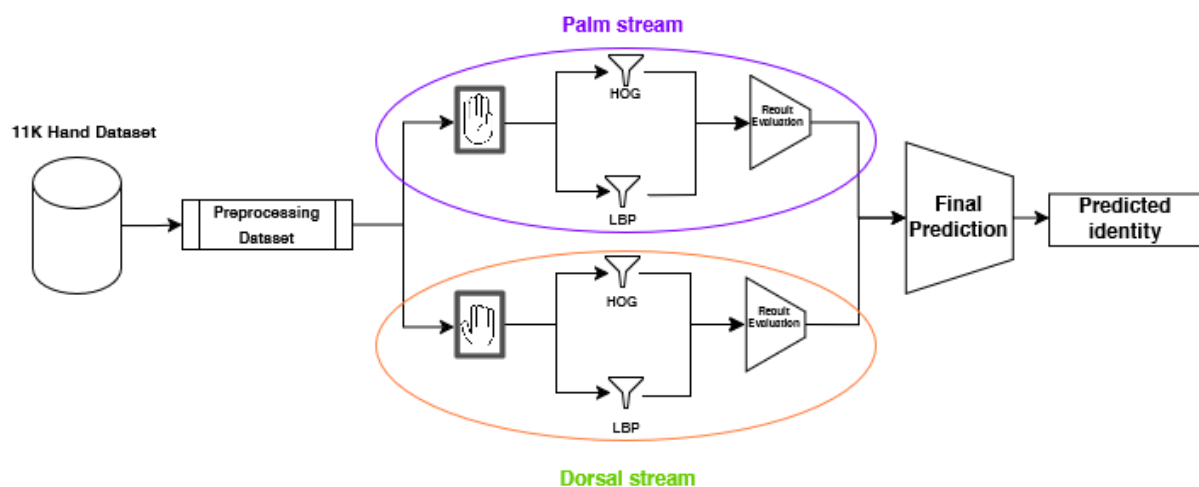 Palm stream
11K Hand Dataset
Preprocessing
Dataset
HOG
LBP
Result
Evaluation
HOG
LBP
Result
Evaluation
Final
Prediction
Predicted
identity
Dorsal stream